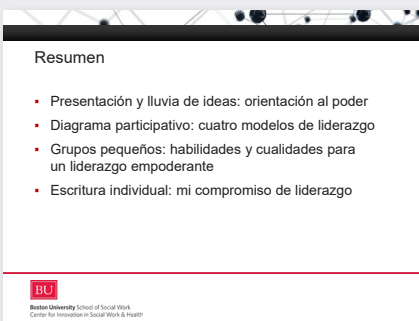 Resumen
▪ Presentación y lluvia de ideas: orientación al poder
▪ Diagrama participativo: cuatro modelos de liderazgo
▪ Grupos pequeños: habilidades y cualidades para
un liderazgo empoderante
▪ Escritura individual: mi compromiso de liderazgo
BU
Boston University School of Social Work
Center for Innovation in Social Work & Health